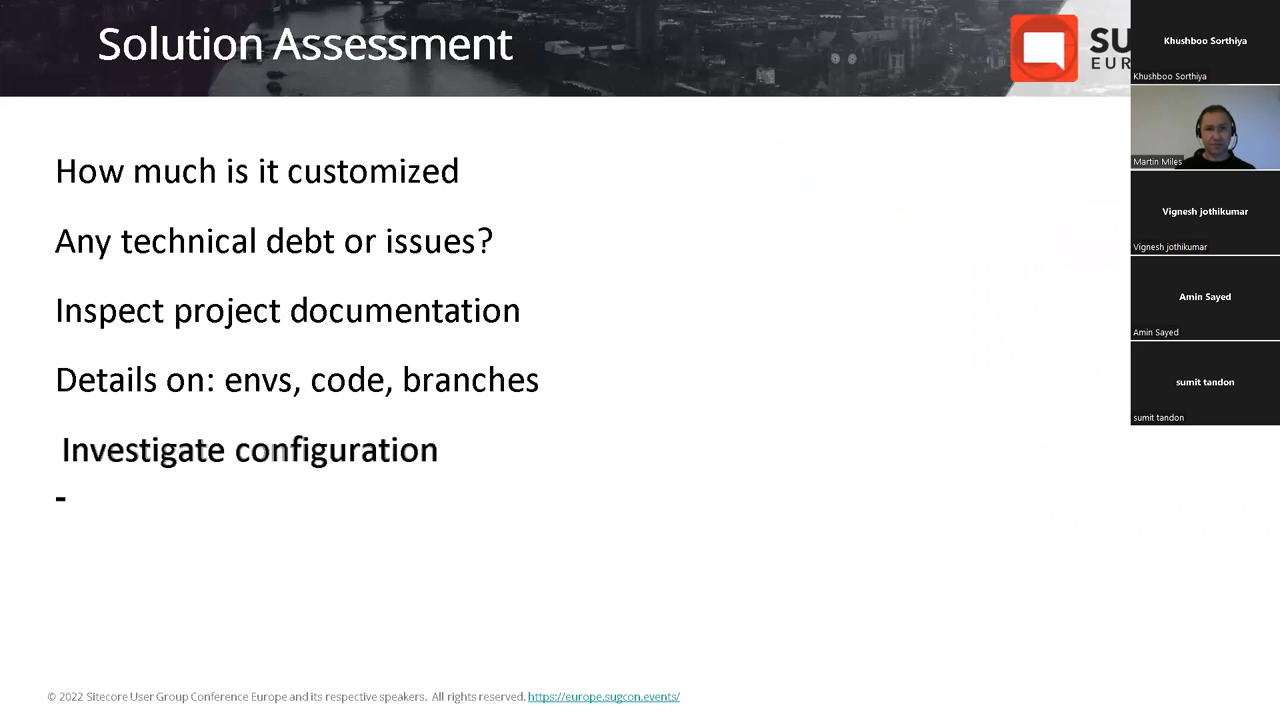 Solution Assessment
SU
EUR
How much is it customized
Any technical debt or issues?
Inspect project documentation
Details on: envs, code, branches
Investigate configuration
-
© 2022 Sitecore User Group Conference Europe and its respective speakers. All rights reserved. https://europe.sugcon.events/
Khushboo Sorthiya
Khushboo Sorthiya
Martin Miles
Vignesh jothikumar
Vignesh jothikumar
Amin Sayed
Amin Sayed
sumit tandon
sumit tandon